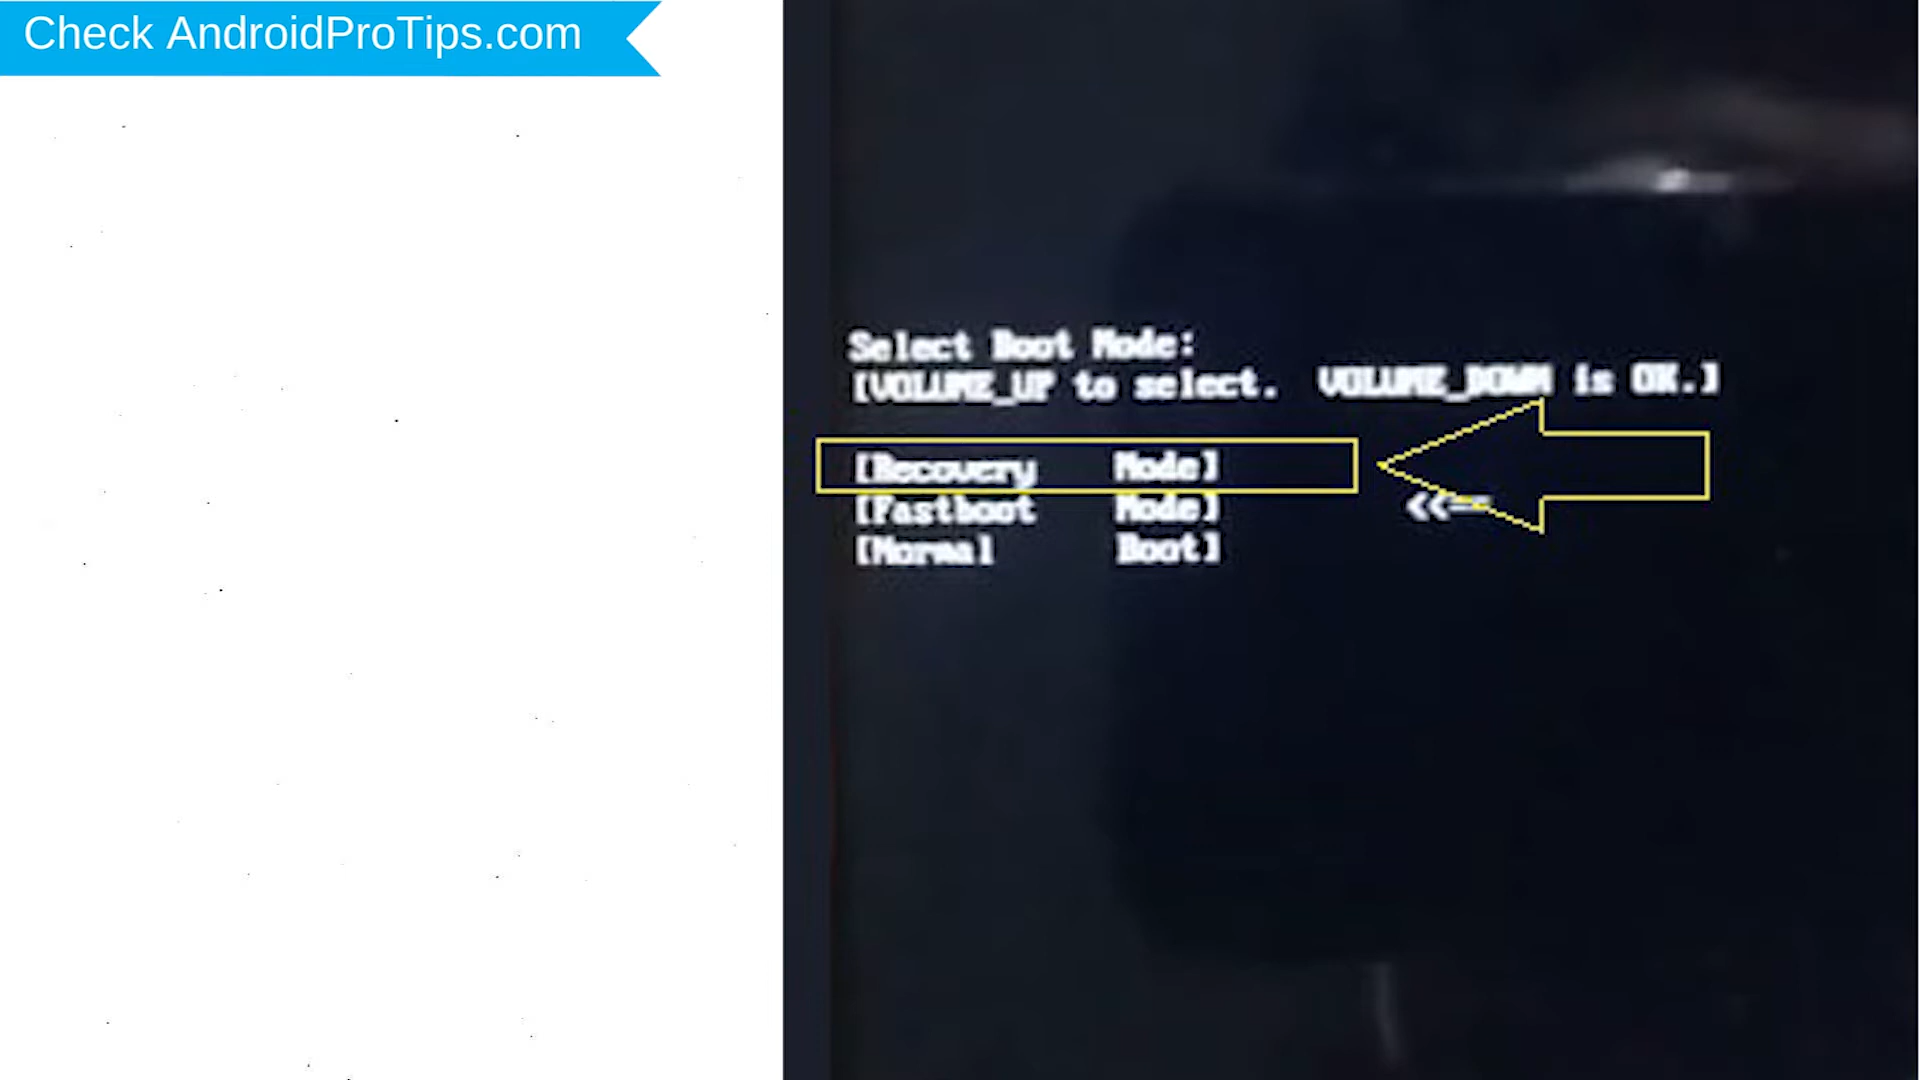 Check AndroidProTips.com
Select Boot Mode:
[VOLUME_UP to select.  VOLUME_DOWN is OK.]
[Recovery    Mode]
[Fastboot    Mode]    <<==
[Normal    Boot]